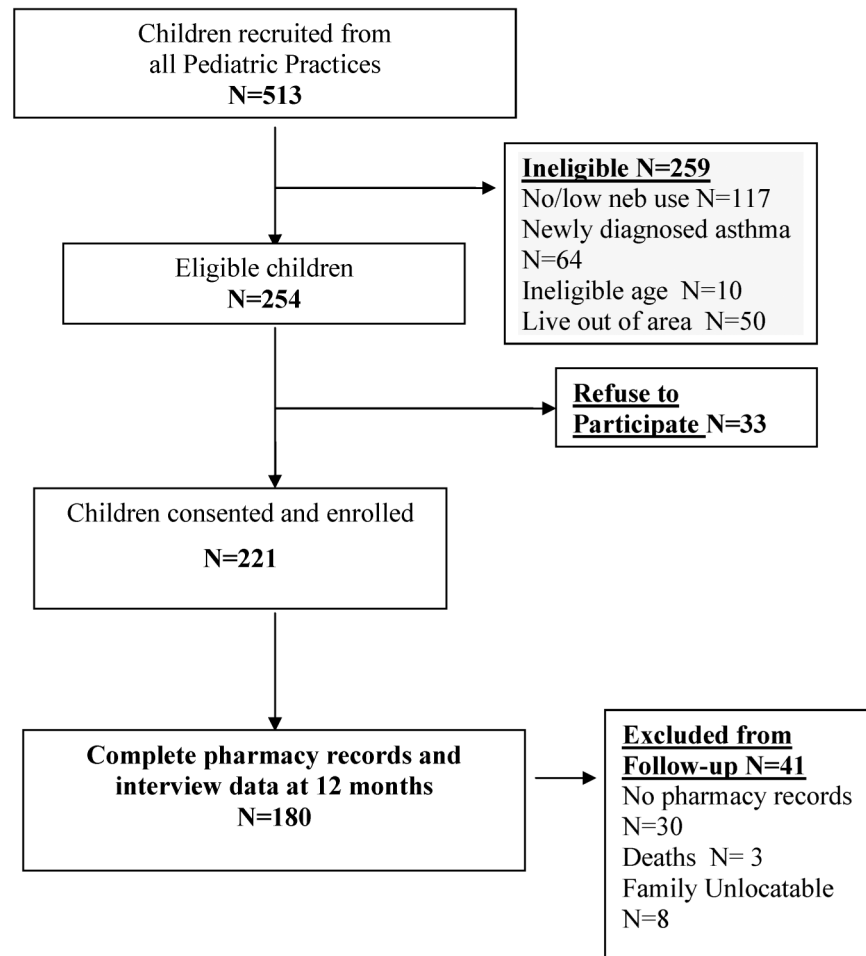 Children recruited from
all Pediatric Practices
N=513
Ineligible N=259
No/low neb use N=117
Newly diagnosed asthma
N=64
Ineligible age N=10
Live out of area N=50
Eligible children
N=254
Refuse to
Participate N=33
Children consented and enrolled
N=221
Complete pharmacy records and
interview data at 12 months
N=180
Excluded from
Follow-up N=41
No pharmacy records
N=30
Deaths N= 3
Family Unlocatable
N=8